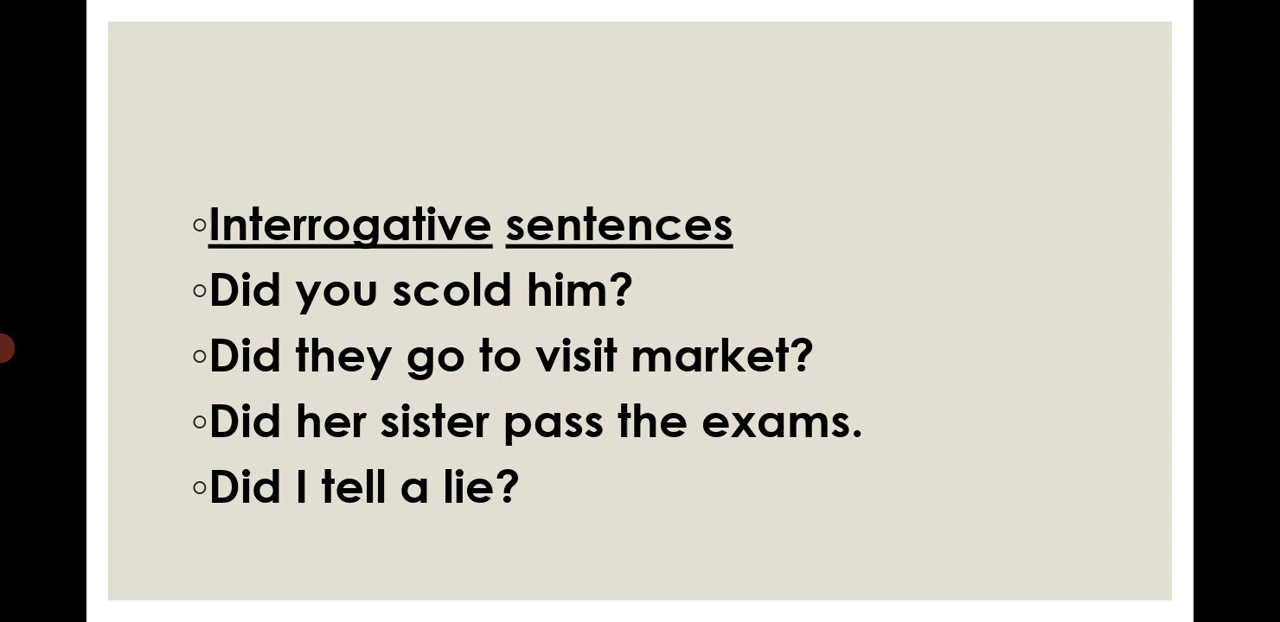 ◦Interrogative sentences
◦Did you scold him?
◦Did they go to visit market?
◦Did her sister pass the exams.
◦Did I tell a lie?